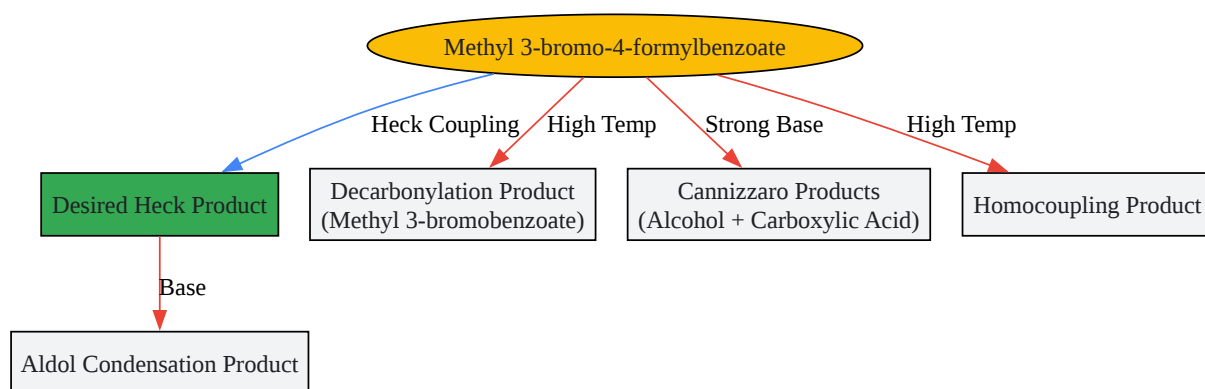 Methyl 3-bromo-4-formylbenzoate
Heck Coupling
High Temp
Strong Base
High Temp
Desired Heck Product
Decarbonylation Product
(Methyl 3-bromobenzoate)
Cannizzaro Products
(Alcohol + Carboxylic Acid)
Homocoupling Product
Base
Aldol Condensation Product